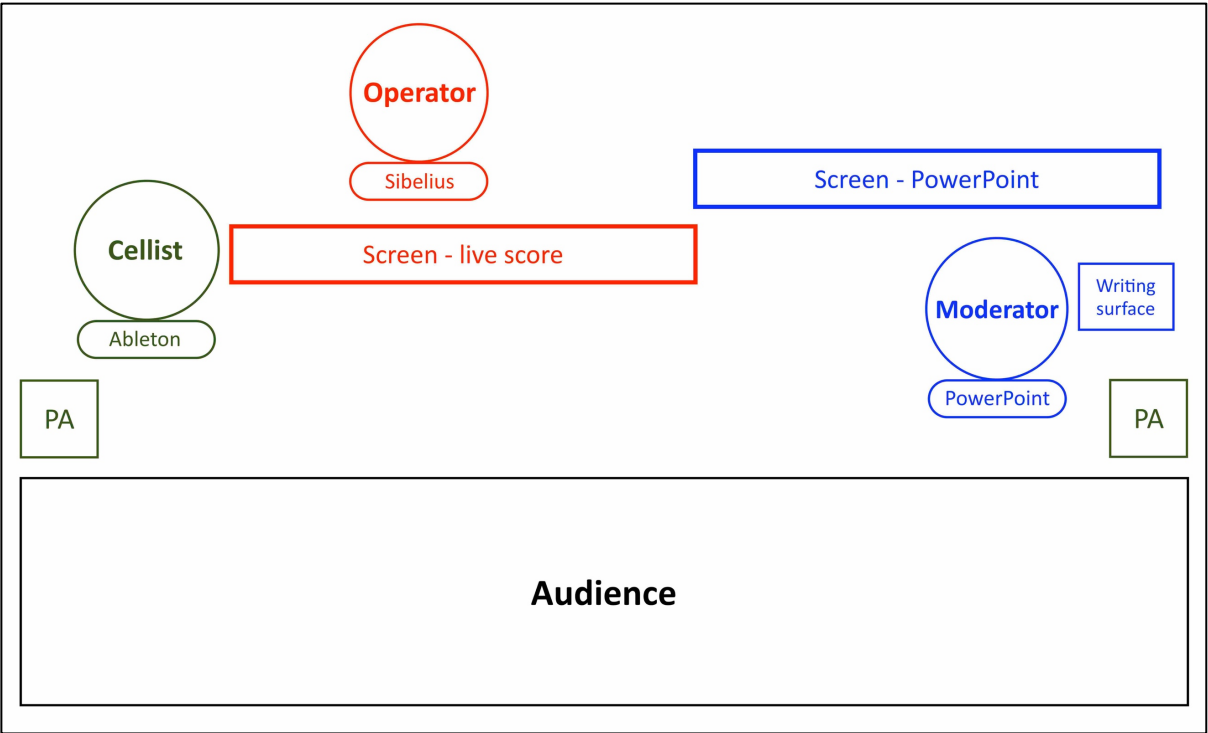 Operator
Sibelius
Screen - PowerPoint
Cellist
Screen - live score
Ableton
Moderator
Writing
surface
PowerPoint
PA
PA
Audience